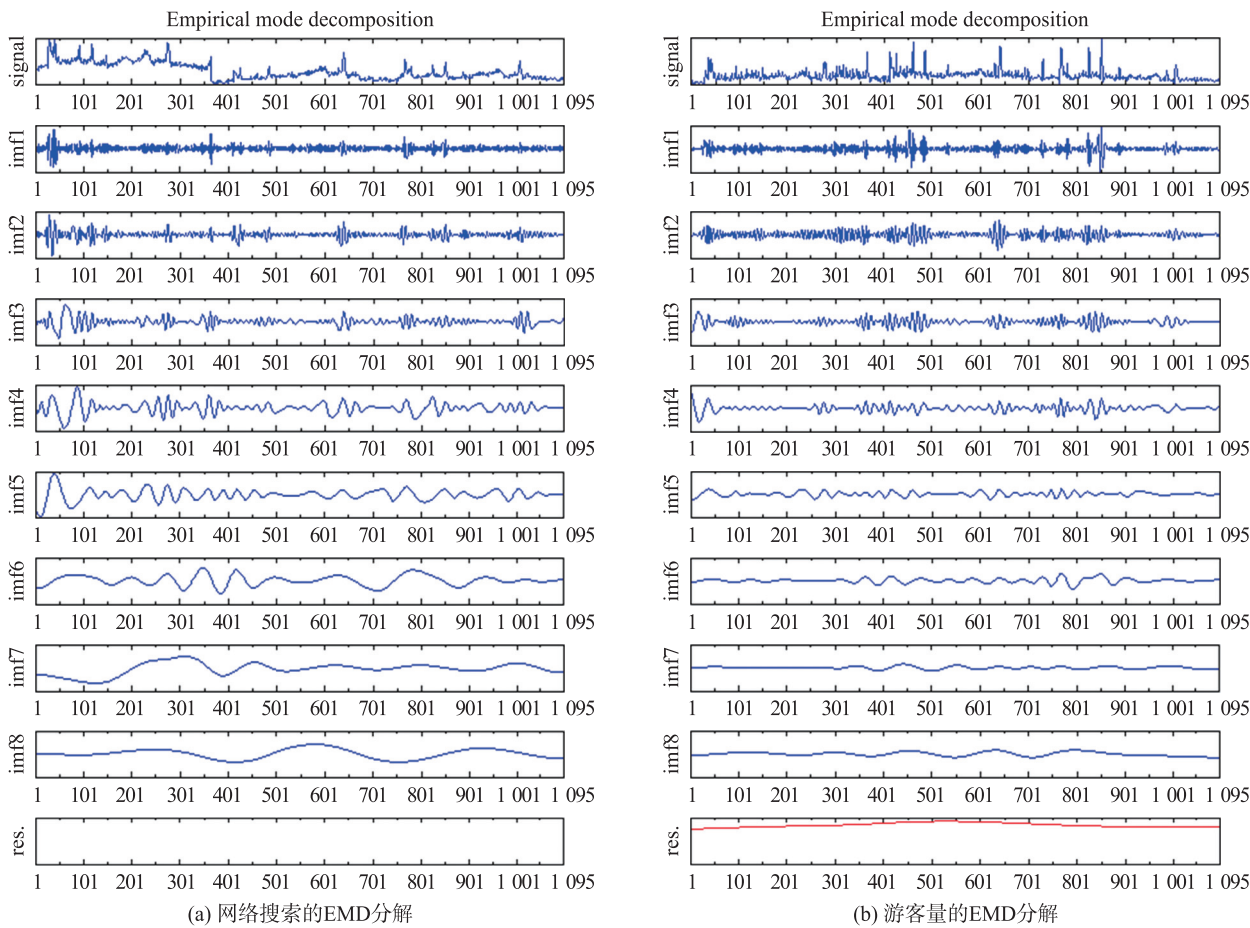 Empirical mode decomposition
signal
1 101 201 301 401 501 601 701 801 901 1 001 1 095
imf1
1 101 201 301 401 501 601 701 801 901 1 001 1 095
imf2
1 101 201 301 401 501 601 701 801 901 1 001 1 095
imf3
1 101 201 301 401 501 601 701 801 901 1 001 1 095
imf4
1 101 201 301 401 501 601 701 801 901 1 001 1 095
imf5
1 101 201 301 401 501 601 701 801 901 1 001 1 095
imf6
1 101 201 301 401 501 601 701 801 901 1 001 1 095
imf7
1 101 201 301 401 501 601 701 801 901 1 001 1 095
imf8
1 101 201 301 401 501 601 701 801 901 1 001 1 095
res.
1 101 201 301 401 501 601 701 801 901 1 001 1 095
(a) 网络搜索的EMD分解
Empirical mode decomposition
signal
1 101 201 301 401 501 601 701 801 901 1 001 1 095
imf1
1 101 201 301 401 501 601 701 801 901 1 001 1 095
imf2
1 101 201 301 401 501 601 701 801 901 1 001 1 095
imf3
1 101 201 301 401 501 601 701 801 901 1 001 1 095
imf4
1 101 201 301 401 501 601 701 801 901 1 001 1 095
imf5
1 101 201 301 401 501 601 701 801 901 1 001 1 095
imf6
1 101 201 301 401 501 601 701 801 901 1 001 1 095
imf7
1 101 201 301 401 501 601 701 801 901 1 001 1 095
imf8
1 101 201 301 401 501 601 701 801 901 1 001 1 095
res.
1 101 201 301 401 501 601 701 801 901 1 001 1 095
(b) 游客量的EMD分解